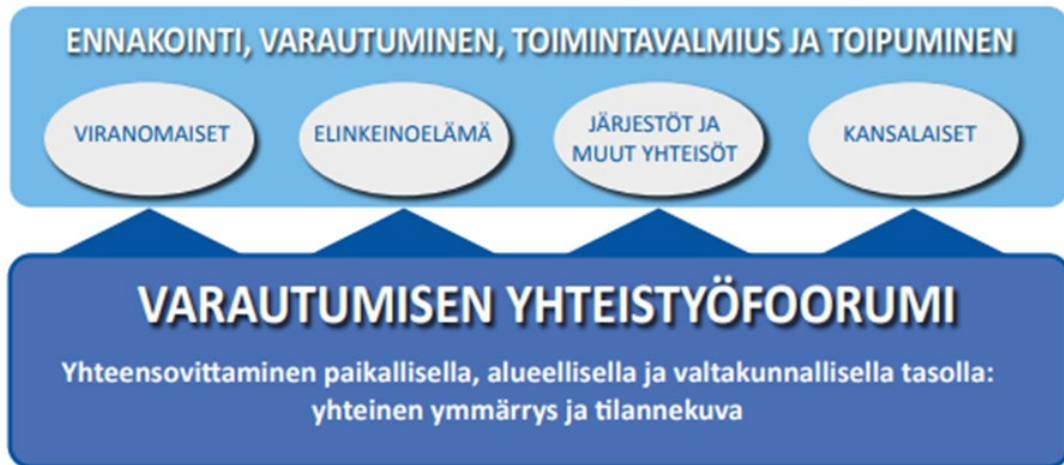 ENNAKOINTI, VARAUTUMINEN, TOIMINTAVALMIUS JA TOIPUMINEN
VIRANOMAISET
ELINKEINOELÄMÄ
JÄRJESTÖT JA
MUUT YHTEISÖT
KANSALAISET
VARAUTUMISEN YHTEISTYÖFOORUMI
Yhteensovittaminen paikallisella, alueellisella ja valtakunnallisella tasolla:
yhteinen ymmärrys ja tilannekuva